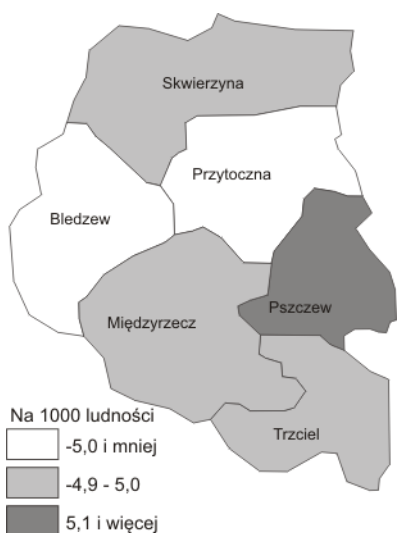 Skwierzyna
Przytoczna
Bledzew
Pszczew
Międzyrzecz
Trzciel
Na 1000 ludności
-5,0 i mniej
-4,9 - 5,0
5,1 i więcej